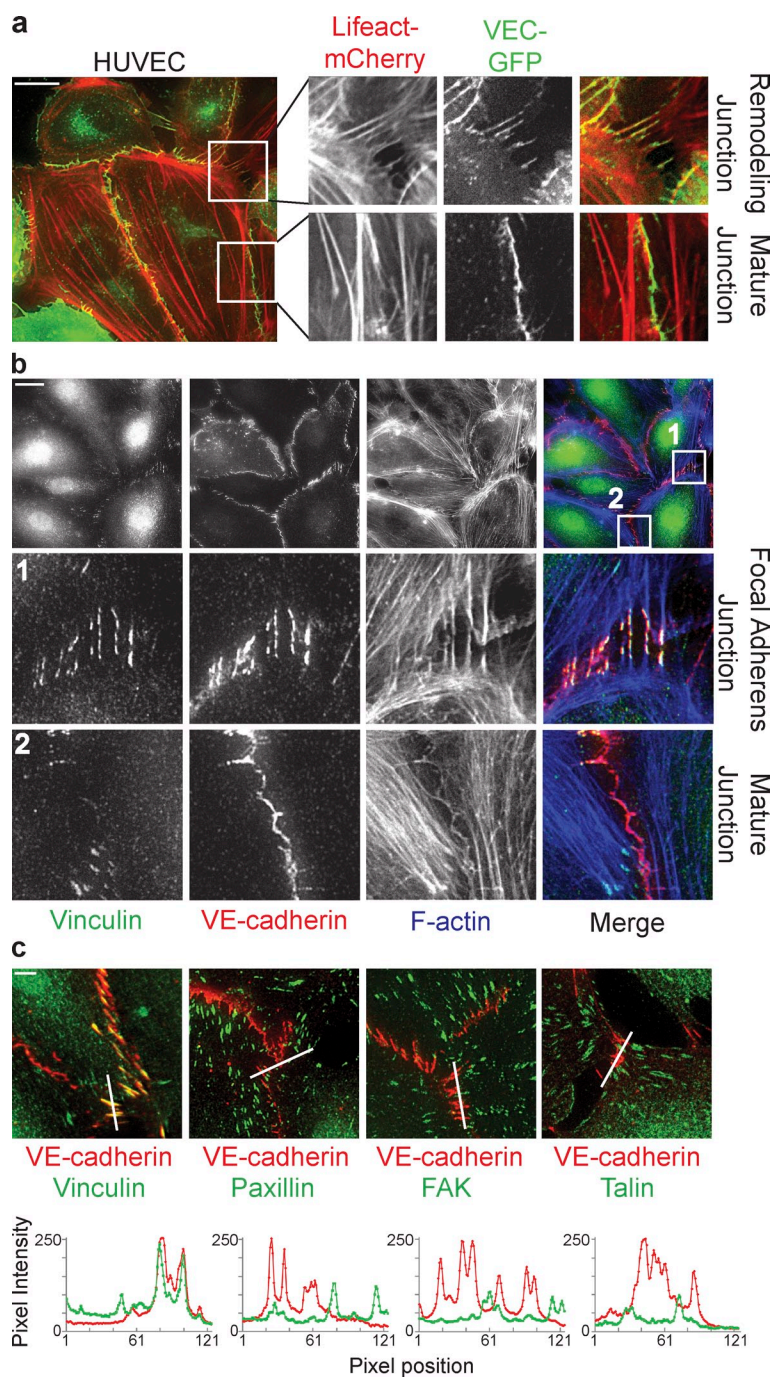 a
HUVEC
Lifeact-
mCherry
VEC-
GFP
Remodeling
Junction
Mature
Junction
b
1
2
1
Focal Adherens
Junction
2
Mature
Junction
Vinculin
VE-cadherin
F-actin
Merge
c
VE-cadherin
Vinculin
VE-cadherin
Paxillin
VE-cadherin
FAK
VE-cadherin
Talin
Pixel Intensity
250
0
1 61 121
250
0
1 61 121
250
0
1 61 121
250
0
1 61 121
Pixel position